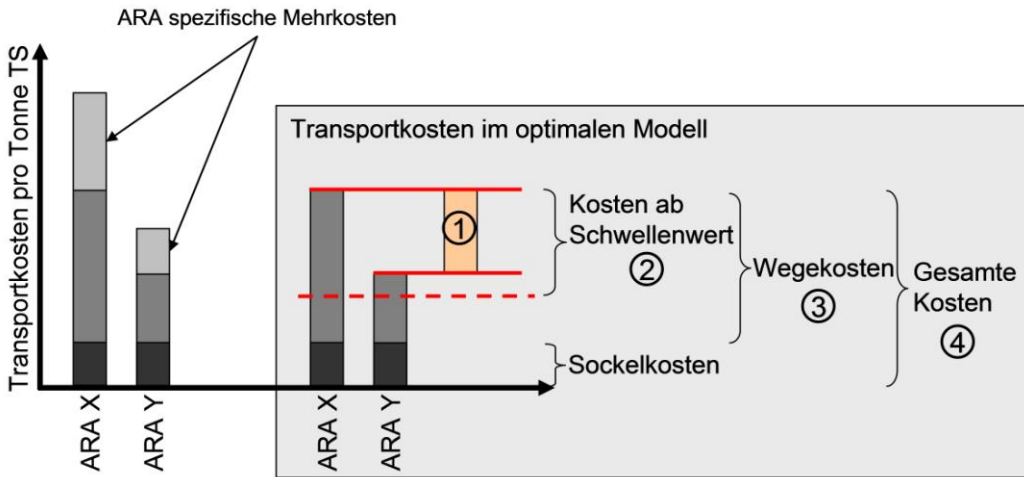 ARA spezifische Mehrkosten
Transportkosten pro Tonne TS
Transportkosten im optimalen Modell
1
Kosten ab
Schwellenwert
2
Wegekosten
3
Gesamte
Kosten
4
Sockelkosten
ARA X
ARA Y
ARA X
ARA Y